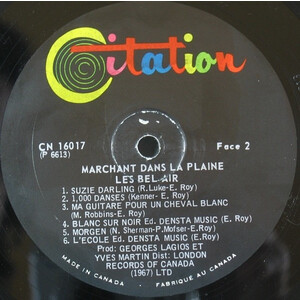 Citation
CN 16017
(P 6613)
Face 2
MARCHANT DANS LA PLAINE
LES BEL AIR
1. SUZIE DARLING (R. Luke-E. Roy)
2. 1,000 DANSES (Kenner- E. Roy)
3. MA GUITARE POUR UN CHEVAL BLANC
(M. Robbins-E. Roy)
4. BLANC SUR NOIR Ed. DENSTA MUSIC (E. Roy)
5. MORGEN (N. Sherman-P. Mofser-E. Roy)
6. L'ECOLE Ed. DENSTA MUSIC (E. Roy)
Prod: GEORGES LAGIOS ET
YVES MARTIN Dist: LONDON
RECORDS OF CANADA
(1967) LTD
MADE IN CANADA • FABRIQUE AU CANADA